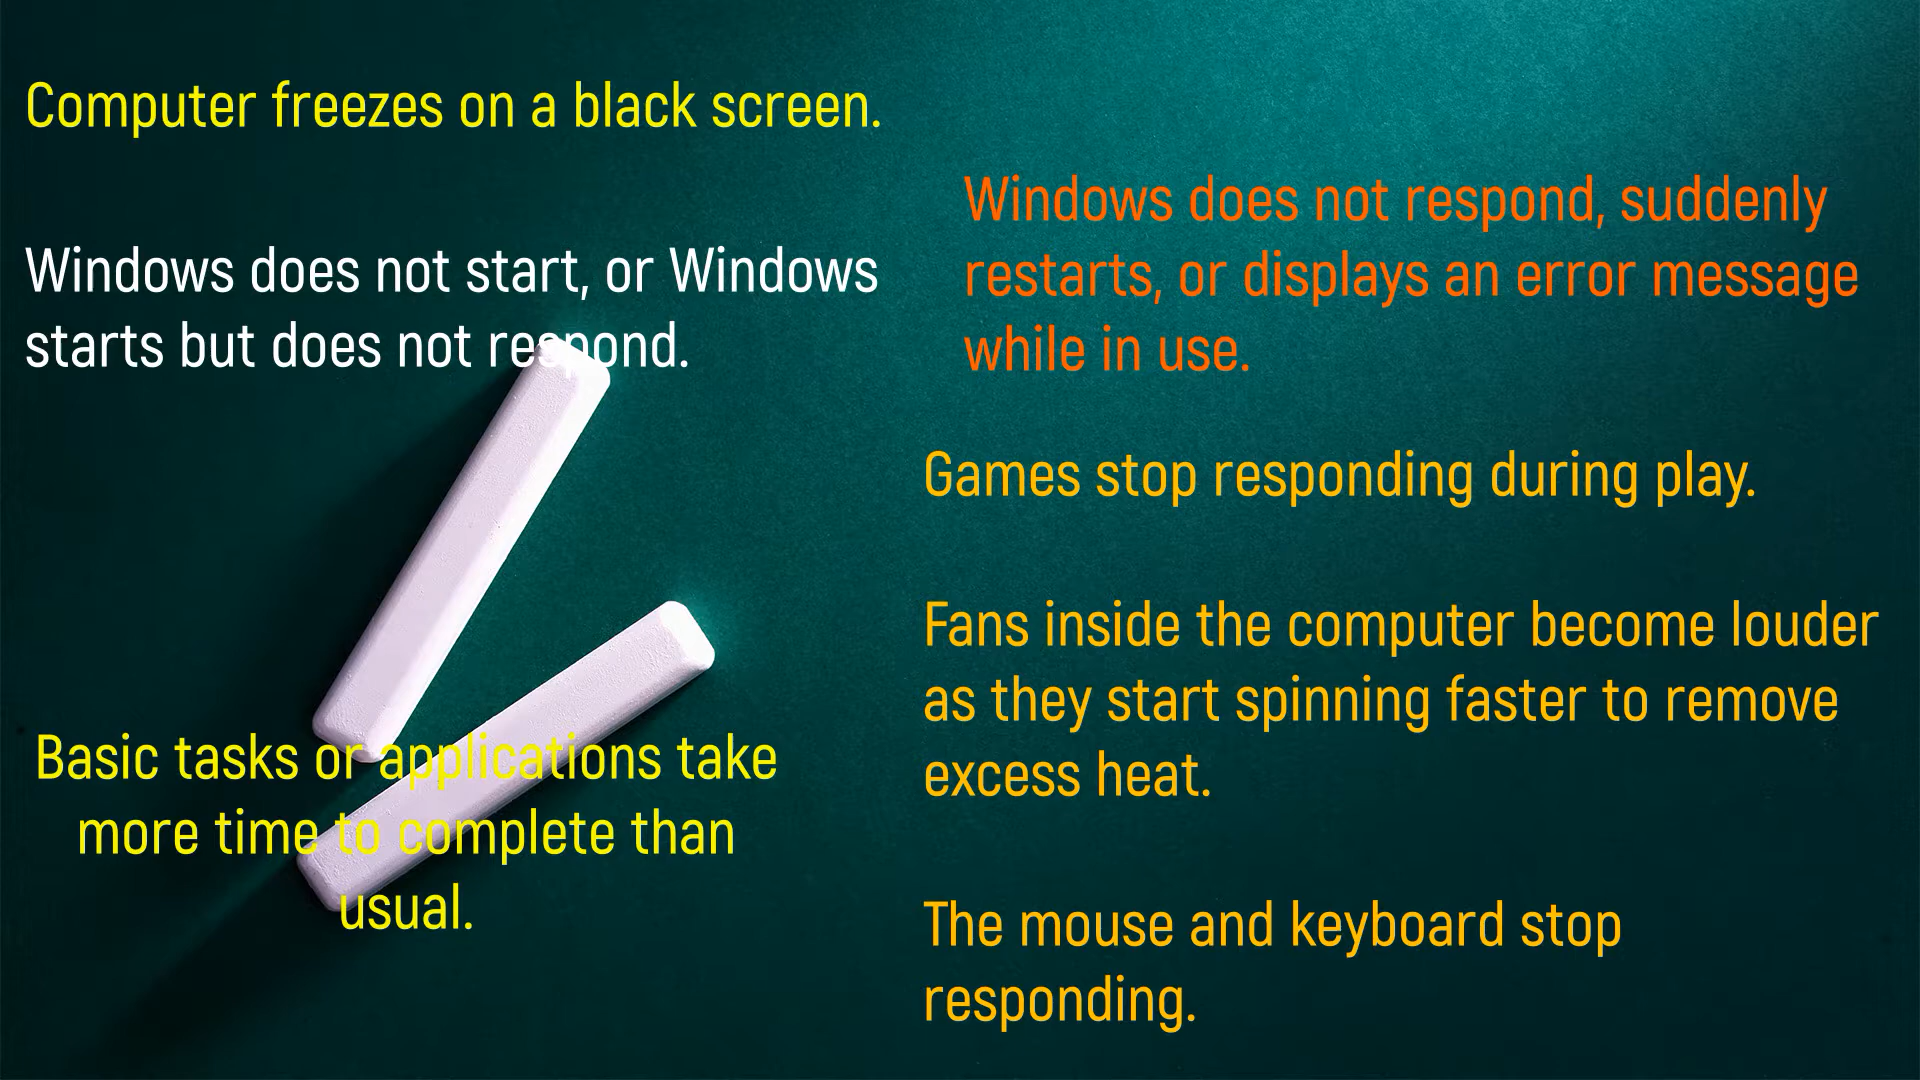 Computer freezes on a black screen.
Windows does not start, or Windows
starts but does not respond.
Basic tasks or applications take
more time to complete than
usual.
Windows does not respond, suddenly
restarts, or displays an error message
while in use.
Games stop responding during play.
Fans inside the computer become louder
as they start spinning faster to remove
excess heat.
The mouse and keyboard stop
responding.